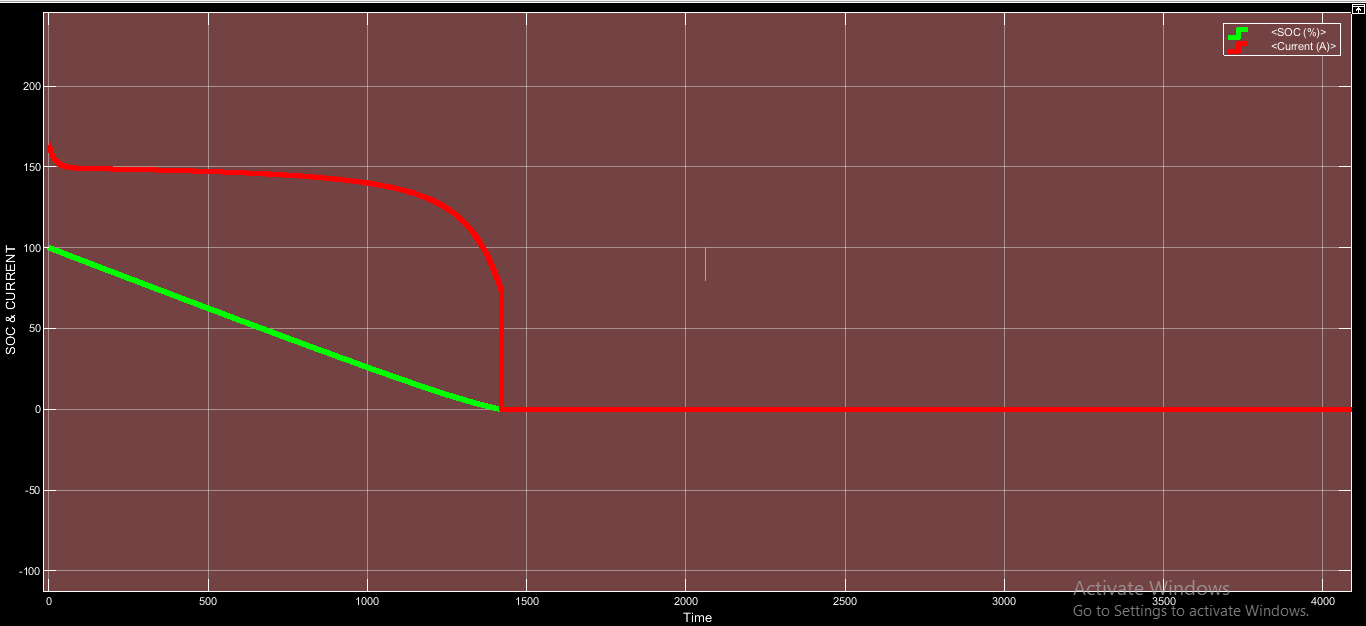 <SOC (%)>
<Current (A)>
200
150
100
50
0
-50
-100
SOC & CURRENT
0 500 1000 1500 2000 2500 3000 3500 4000
Time
Activate Windows
Go to Settings to activate Windows.